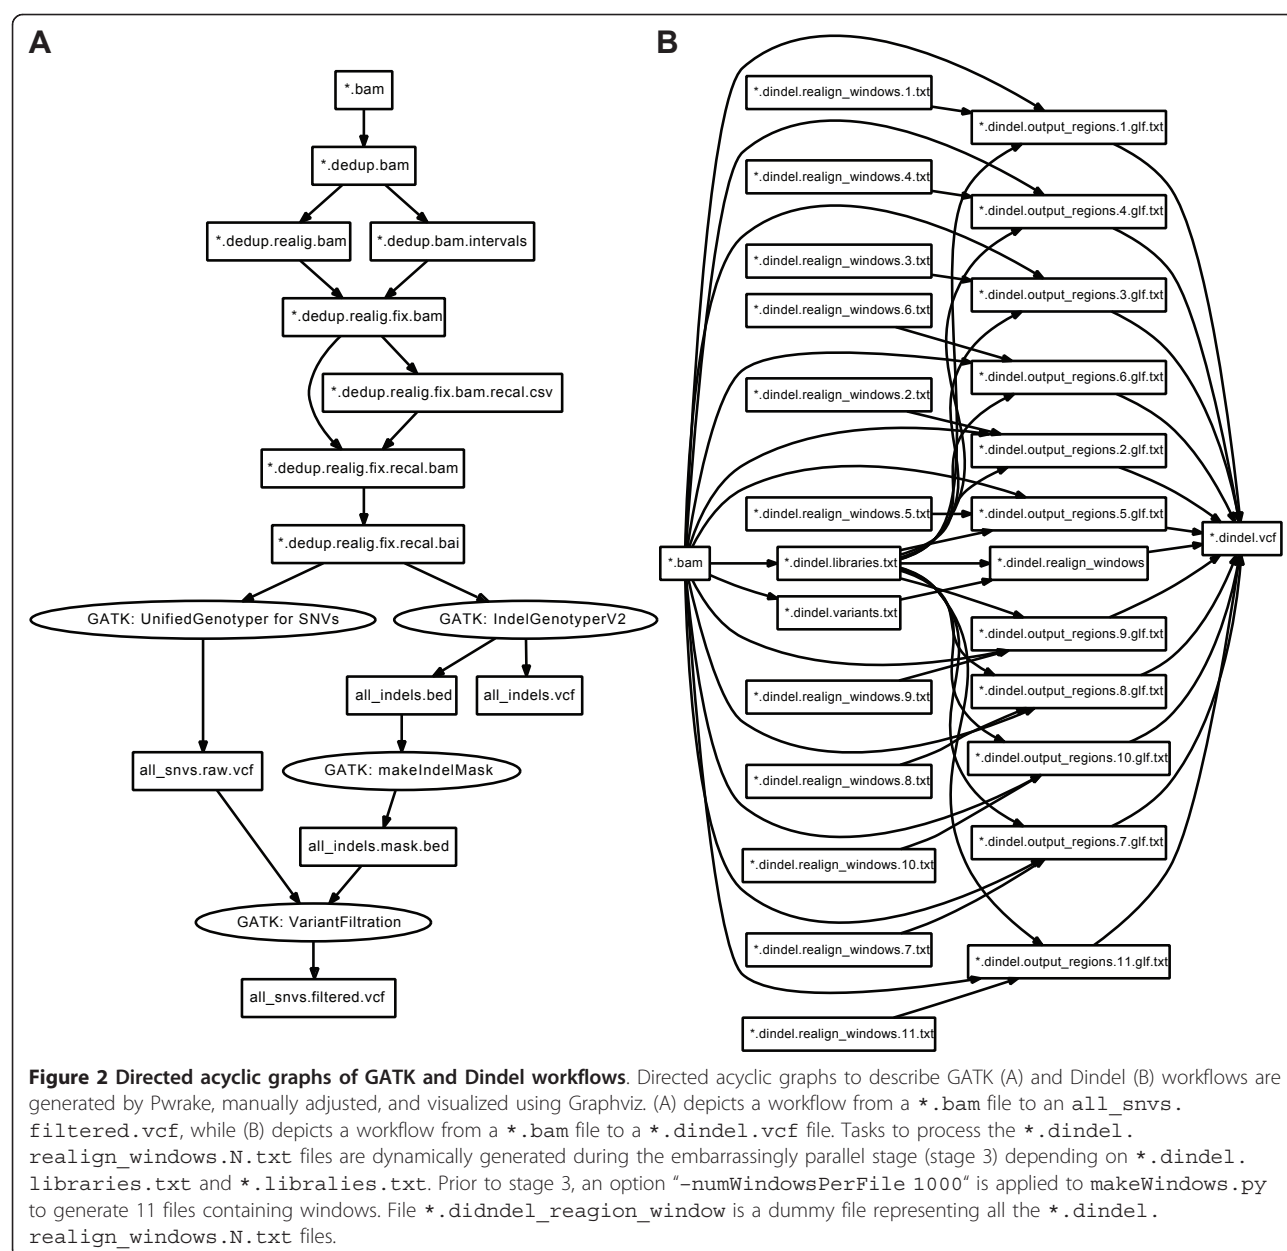 A
*.bam
*.dedup.bam
*.dedup.realig.bam
*.dedup.bam.intervals
*.dedup.realig.fix.bam
*.dedup.realig.fix.bam.recal.csv
*.dedup.realig.fix.recal.bam
*.dedup.realig.fix.recal.bai
GATK: UnifiedGenotyper for SNVs
GATK: IndelGenotyperV2
all_indels.bed
all_indels.vcf
all_snvs.raw.vcf
GATK: makeIndelMask
all_indels.mask.bed
GATK: VariantFiltration
all_snvs.filtered.vcf
B
*.dindel.realign_windows.1.txt
*.dindel.output_regions.1.glf.txt
*.dindel.realign_windows.4.txt
*.dindel.output_regions.4.glf.txt
*.dindel.realign_windows.3.txt
*.dindel.output_regions.3.glf.txt
*.dindel.realign_windows.6.txt
*.dindel.output_regions.6.glf.txt
*.dindel.realign_windows.2.txt
*.dindel.output_regions.2.glf.txt
*.dindel.realign_windows.5.txt
*.dindel.output_regions.5.glf.txt
*.dindel.vcf
*.bam
*.dindel.libraries.txt
*.dindel.realign_windows
*.dindel.variants.txt
*.dindel.output_regions.9.glf.txt
*.dindel.realign_windows.9.txt
*.dindel.output_regions.8.glf.txt
*.dindel.realign_windows.8.txt
*.dindel.output_regions.10.glf.txt
*.dindel.realign_windows.10.txt
*.dindel.output_regions.7.glf.txt
*.dindel.realign_windows.7.txt
*.dindel.output_regions.11.glf.txt
*.dindel.realign_windows.11.txt
Figure 2 Directed acyclic graphs of GATK and Dindel workflows. Directed acyclic graphs to describe GATK (A) and Dindel (B) workflows are
generated by Pwrake, manually adjusted, and visualized using Graphviz. (A) depicts a workflow from a *.bam file to an all_snvs.
filtered.vcf, while (B) depicts a workflow from a *.bam file to a *.dindel.vcf file. Tasks to process the *.dindel.
realign_windows.N.txt files are dynamically generated during the embarrassingly parallel stage (stage 3) depending on *.dindel.
libraries.txt and *.libralies.txt. Prior to stage 3, an option “–numWindowsPerFile 1000“ is applied to makeWindows.py
to generate 11 files containing windows. File *.didndel_reagion_window is a dummy file representing all the *.dindel.
realign_windows.N.txt files.